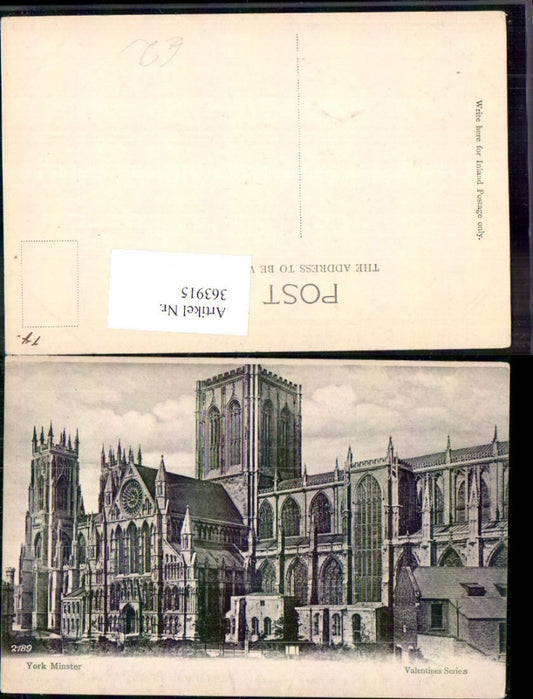 Write here for Inland Postage only.
THE ADDRESS TO BE W
POST
Artikel Nr.
363915
2189
York Minster
Valentines Series